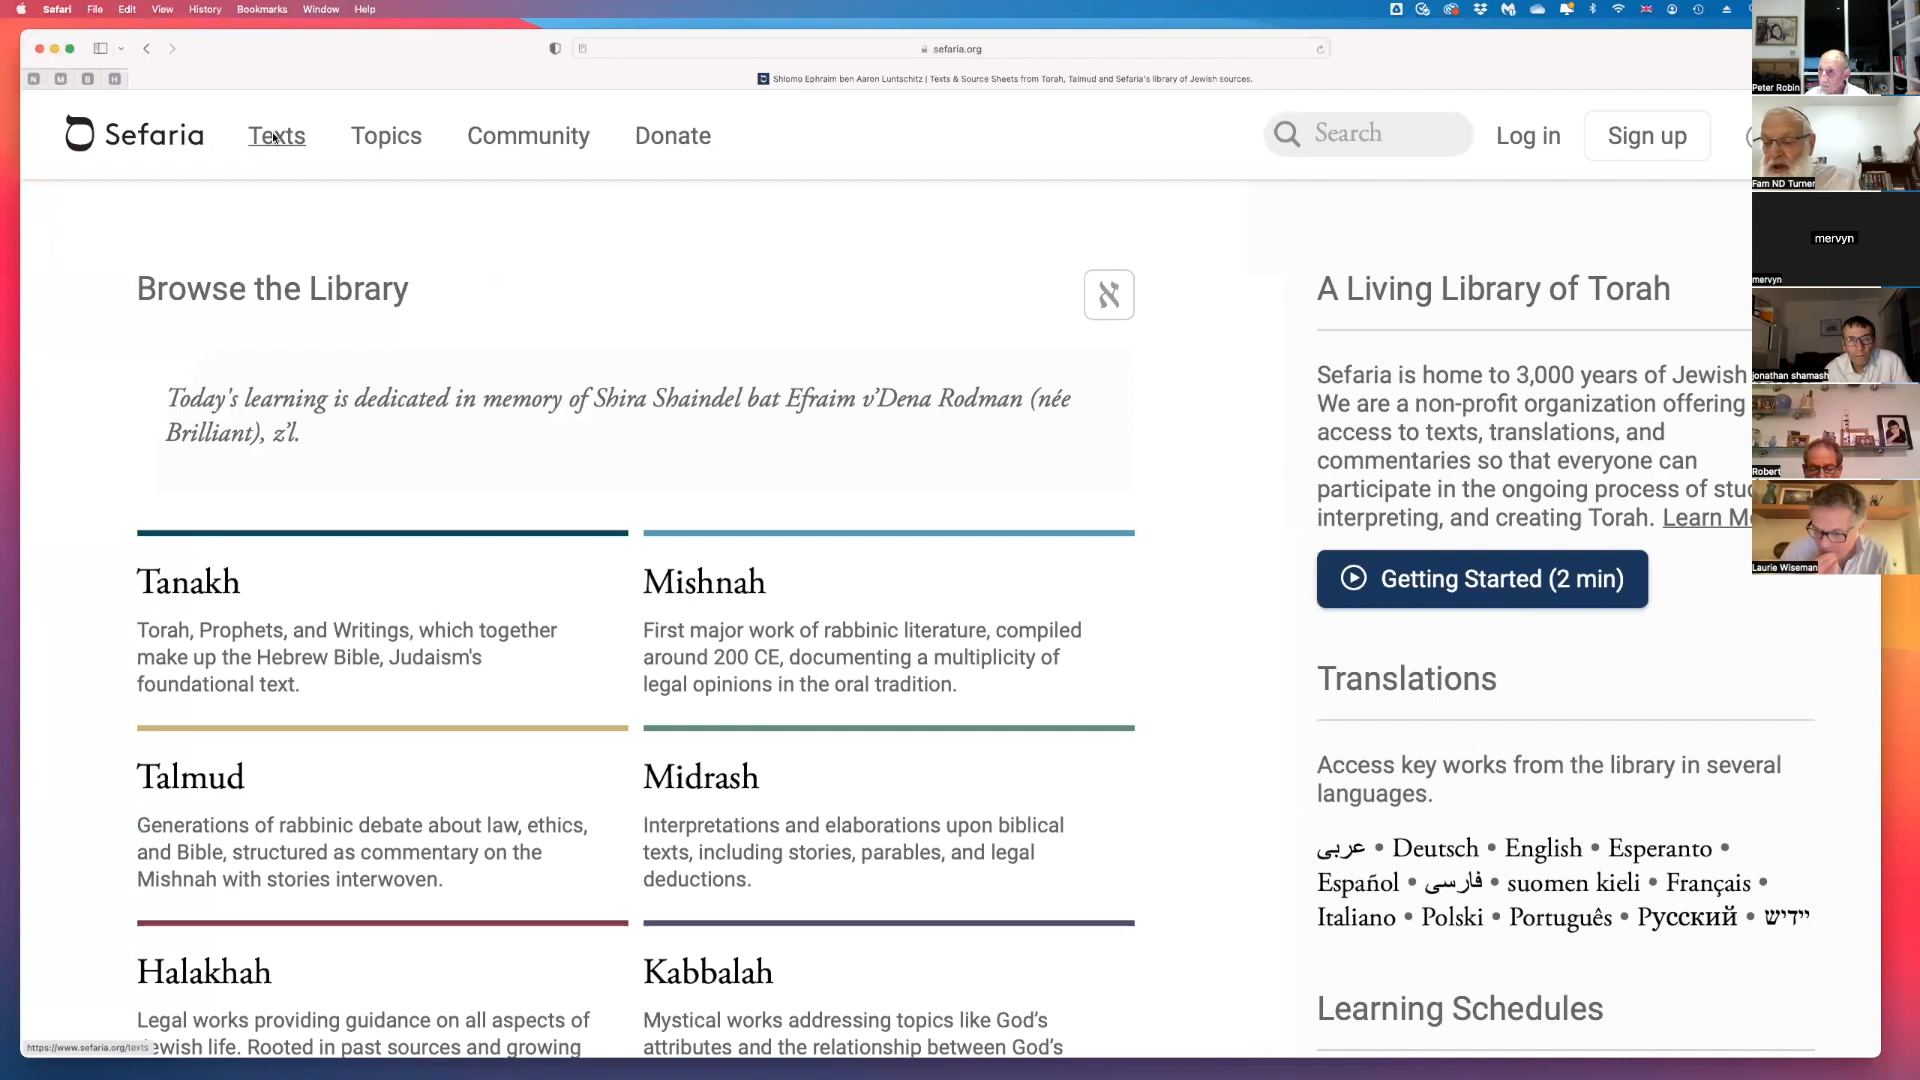 Safari File Edit View History Bookmarks Window Help
sefaria.org
N M B H
Shlomo Ephraim ben Aaron Luntschitz | Texts & Source Sheets from Torah, Talmud and Sefaria's library of Jewish sources.
Sefaria Texts Topics Community Donate Search Log in Sign up
Browse the Library
א
Today's learning is dedicated in memory of Shira Shaindel bat Efraim v'Dena Rodman (née
Brilliant), z'l.
Tanakh
Torah, Prophets, and Writings, which together
make up the Hebrew Bible, Judaism's
foundational text.
Mishnah
First major work of rabbinic literature, compiled
around 200 CE, documenting a multiplicity of
legal opinions in the oral tradition.
Talmud
Generations of rabbinic debate about law, ethics,
and Bible, structured as commentary on the
Mishnah with stories interwoven.
Midrash
Interpretations and elaborations upon biblical
texts, including stories, parables, and legal
deductions.
Halakhah
Legal works providing guidance on all aspects of
life. Rooted in past sources and growing
Kabbalah
Mystical works addressing topics like God's
attributes and the relationship between God's
https://www.sefaria.org/texts
A Living Library of Torah
Sefaria is home to 3,000 years of Jewish
We are a non-profit organization offering
access to texts, translations, and
commentaries so that everyone can
participate in the ongoing process of
interpreting, and creating Torah. Learn
Getting Started (2 min)
Translations
Access key works from the library in several
languages.
عربى • Deutsch • English • Esperanto •
Español • فارسى • suomen kieli • Français •
Italiano • Polski • Português • Русский • יידיש
Learning Schedules
Peter Robin
Fam ND Turner
mervyn
mervyn
jonathan shamash
Robert
Laurie Wiseman